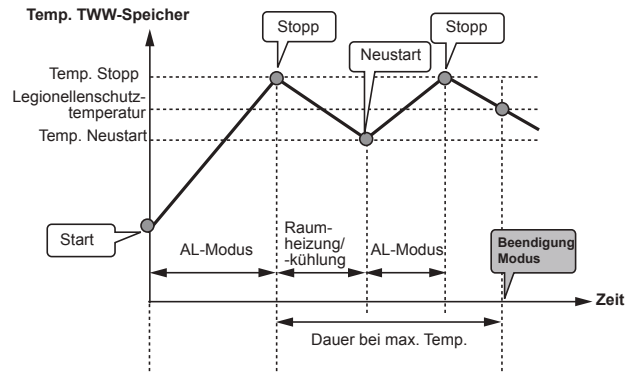 Temp. TWW-Speicher
Stopp
Stopp
Neustart
Temp. Stopp
Legionellenschutz-
temperatur
Temp. Neustart
Start
AL-Modus
Raum-
heizung/
-kühlung
AL-Modus
Beendigung
Modus
Zeit
Dauer bei max. Temp.